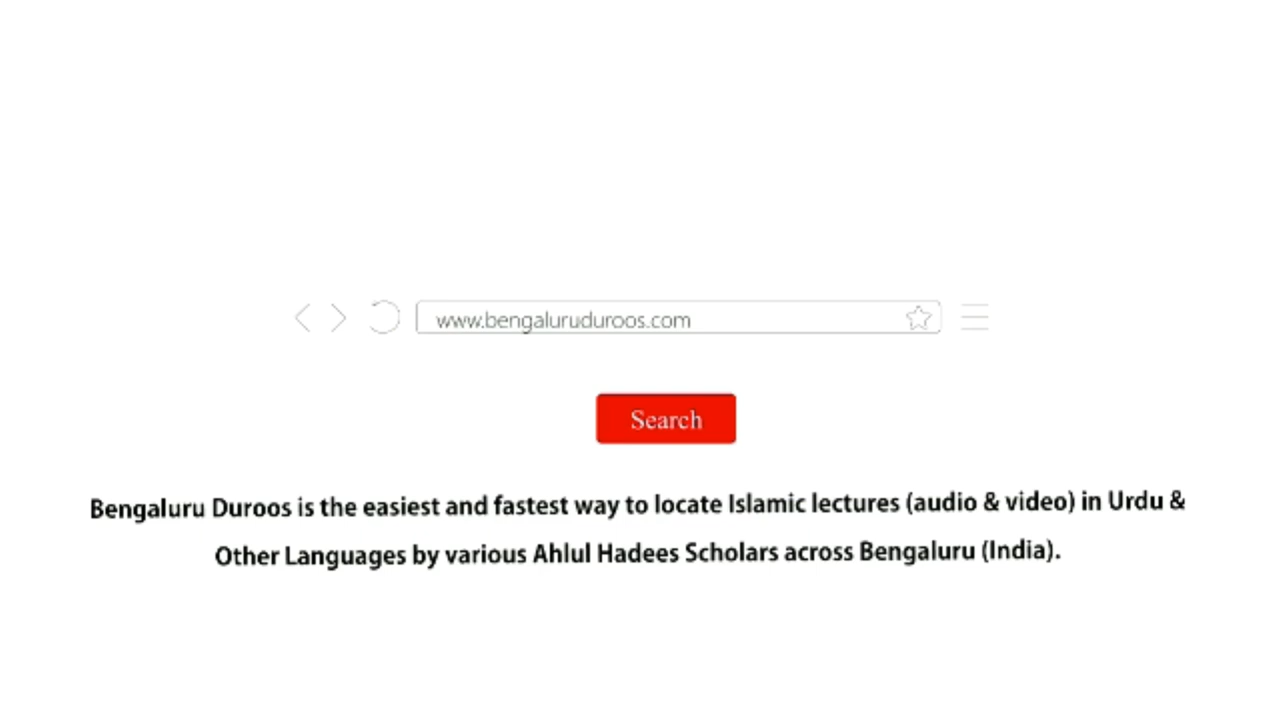 www.bengaluruduroos.com
Search
Bengaluru Duroos is the easiest and fastest way to locate Islamic lectures (audio & video) in Urdu &
Other Languages by various Ahlul Hadees Scholars across Bengaluru (India).